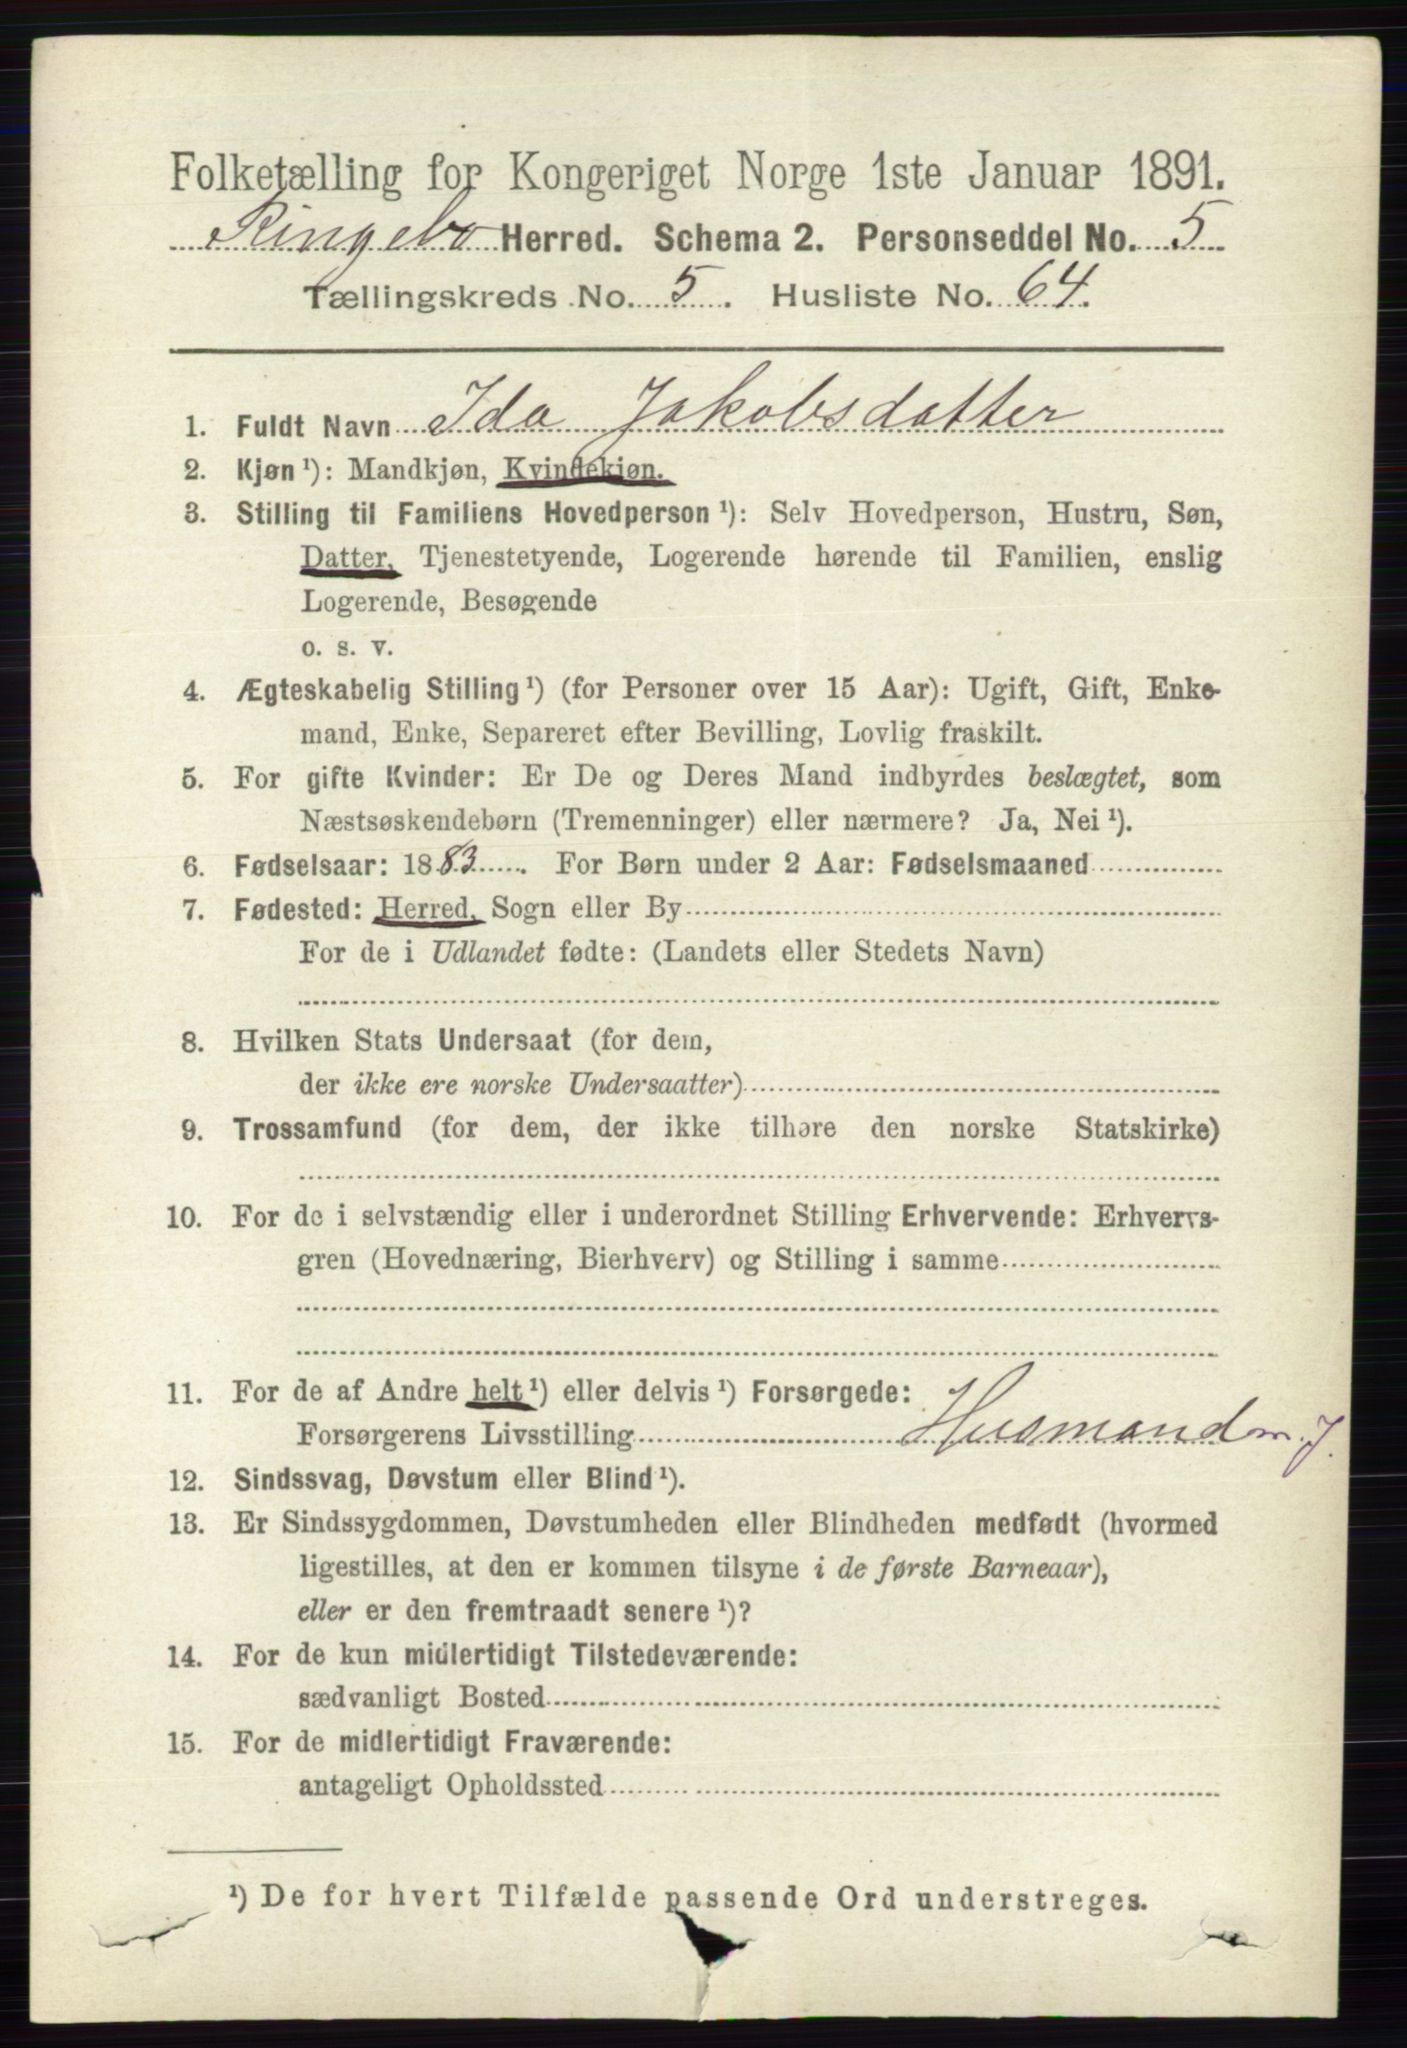 Folketælling for Kongeriget Norge 1ste Januar 1891.
Ringebo Herred. Schema 2. Personseddel No. 5
Tællingskreds No. 5. Husliste No. 64.
1. Fuldt Navn Ida Jakobsdatter
2. Kjøn ¹): Mandkjøn, Kvindekjøn.
3. Stilling til Familiens Hovedperson ¹): Selv Hovedperson, Hustru, Søn,
Datter, Tjenestetyende, Logerende hørende til Familien, enslig
Logerende, Besøgende
o. s. v.
4. Ægteskabelig Stilling ¹) (for Personer over 15 Aar): Ugift, Gift, Enke-
mand, Enke, Separeret efter Bevilling, Lovlig fraskilt.
5. For gifte Kvinder: Er De og Deres Mand indbyrdes beslægtet, som
Næstsøskendebørn (Tremenninger) eller nærmere? Ja, Nei ¹).
6. Fødselsaar: 1883. For Børn under 2 Aar: Fødselsmaaned
7. Fødested: Herred, Sogn eller By
For de i Udlandet fødte: (Landets eller Stedets Navn)
8. Hvilken Stats Undersaat (for dem,
der ikke ere norske Undersaatter)
9. Trossamfund (for dem, der ikke tilhøre den norske Statskirke)
10. For de i selvstændig eller i underordnet Stilling Erhvervende: Erhvervs-
gren (Hovednæring, Bierhverv) og Stilling i samme
11. For de af Andre helt ¹) eller delvis ¹) Forsørgede:
Forsørgerens Livsstilling Husmand m. J.
12. Sindssvag, Døvstum eller Blind ¹).
13. Er Sindssygdommen, Døvstumheden eller Blindheden medfødt (hvormed
ligestilles, at den er kommen tilsyne i de første Barneaar),
eller er den fremtraadt senere ¹)?
14. For de kun midlertidigt Tilstedeværende:
sædvanligt Bosted
15. For de midlertidigt Fraværende:
antageligt Opholdssted
¹) De for hvert Tilfælde passende Ord understreges.